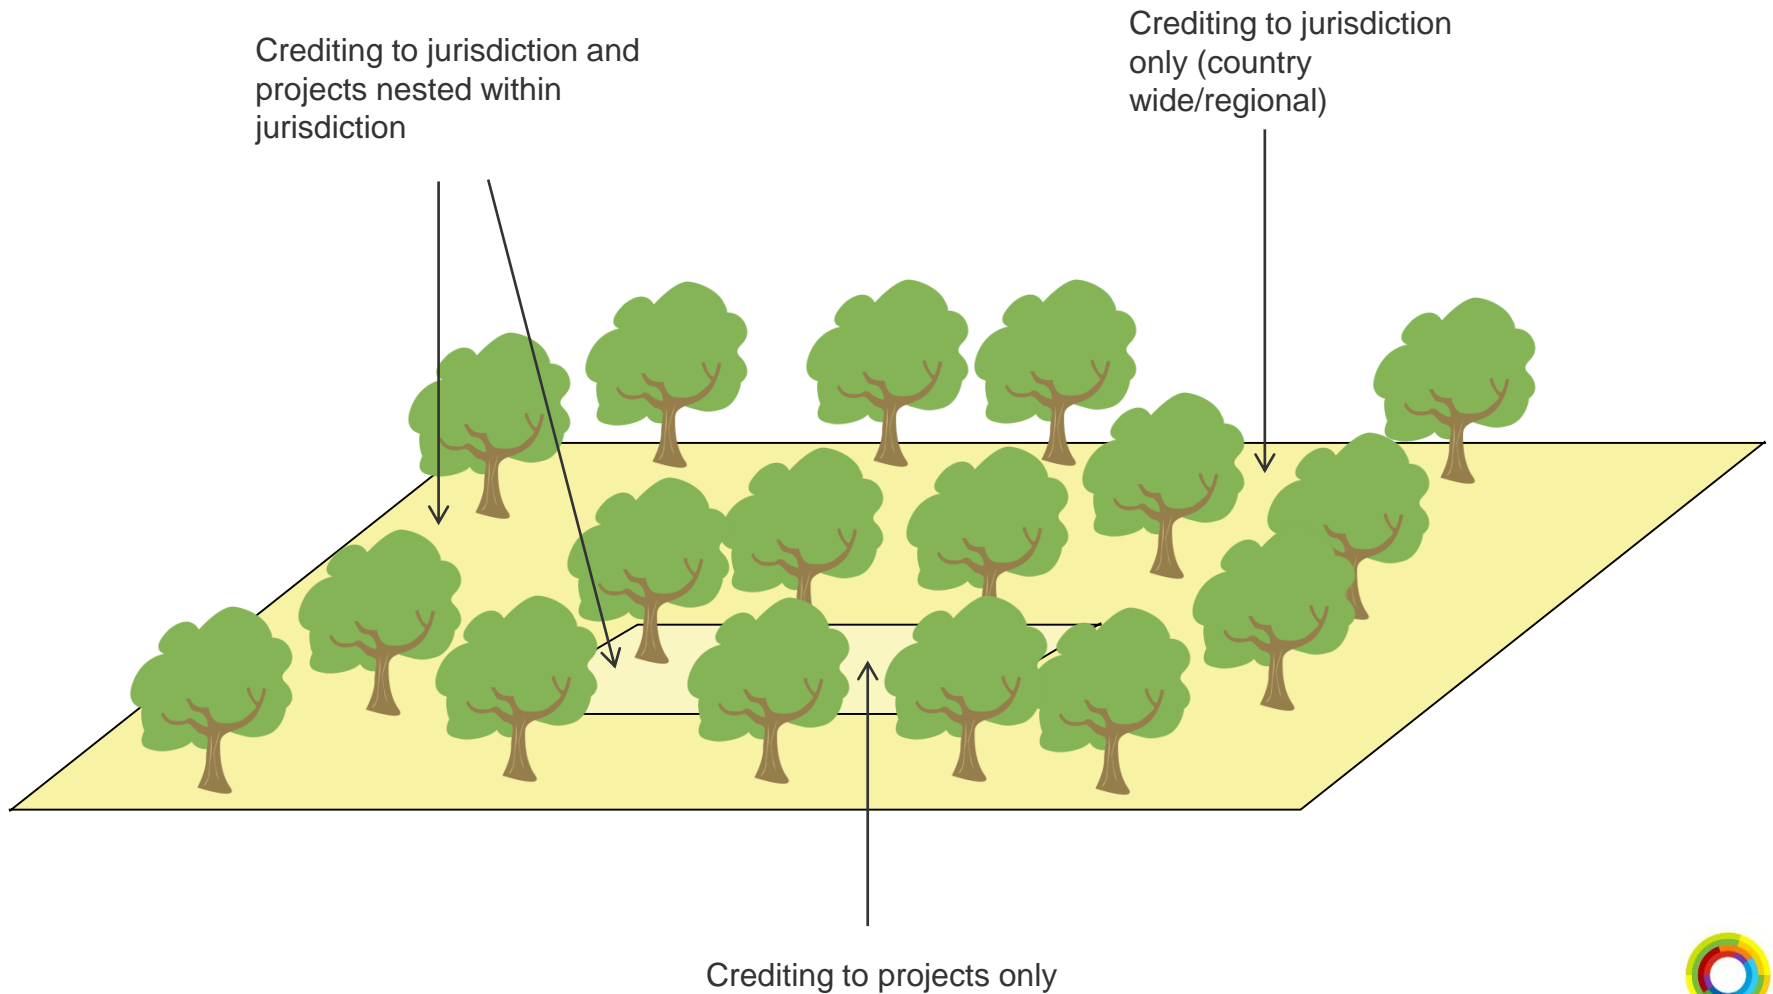 Crediting to jurisdiction and
projects nested within
jurisdiction
Crediting to jurisdiction
only (country
wide/regional)
Crediting to projects only